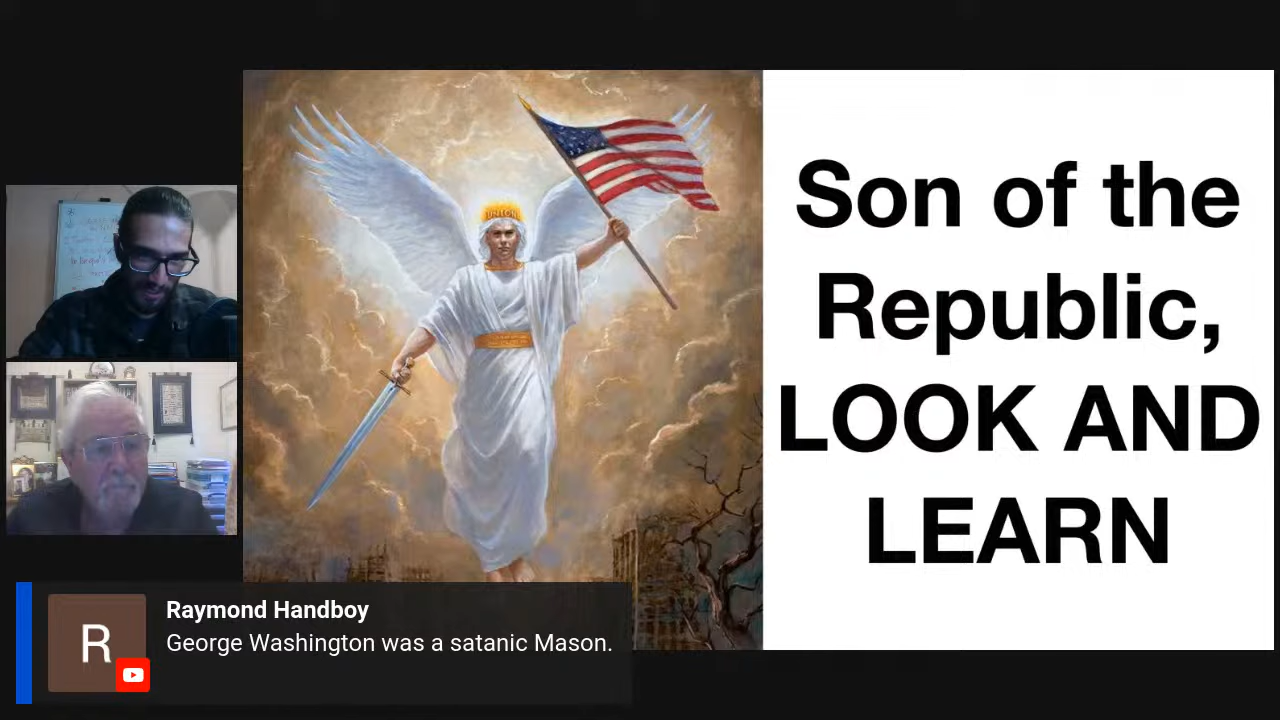 UNION
Son of the
Republic,
LOOK AND
LEARN
R
Raymond Handboy
George Washington was a satanic Mason.